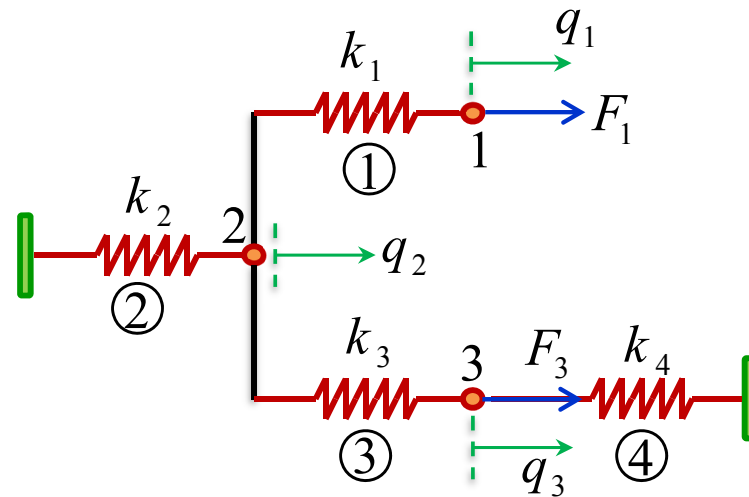 q₁
k₁
F₁
1
①
k₂
2
q₂
②
k₃
3
F₃
k₄
③
q₃
④